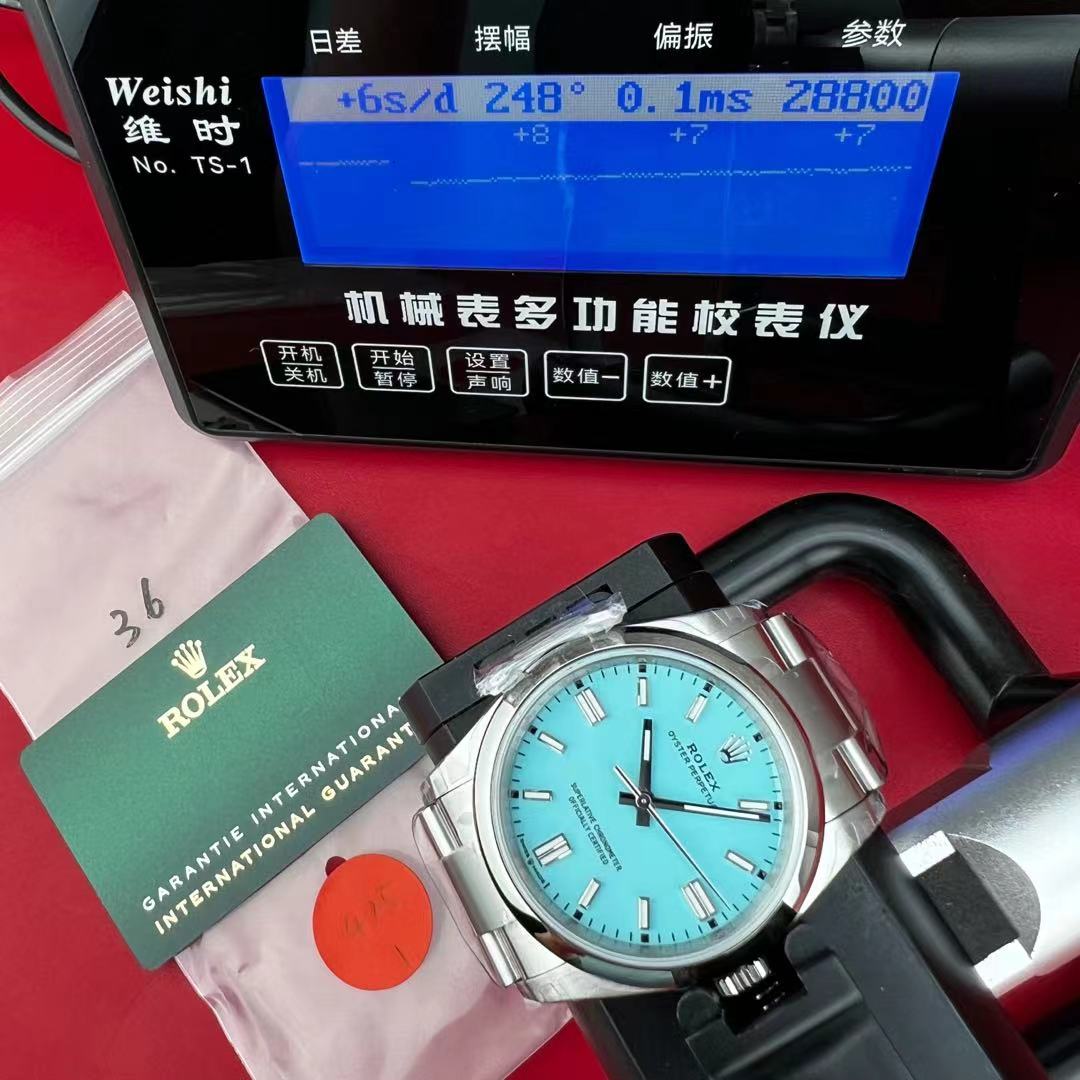 日差 摆幅 偏振 参数
Weishi
维时
No. TS-1
+6s/d 248° 0.1ms 28800
+8 +7 +7
机械表多功能校表仪
开机
关机
开始
暂停
设置
声响
数值−
数值+
36
ROLEX
GARANTIE INTERNATIONA
INTERNATIONAL GUARANT
ROLEX
OYSTER PERPETU
SUPERLATIVE CHRONOMETER
OFFICIALLY CERTIFIED